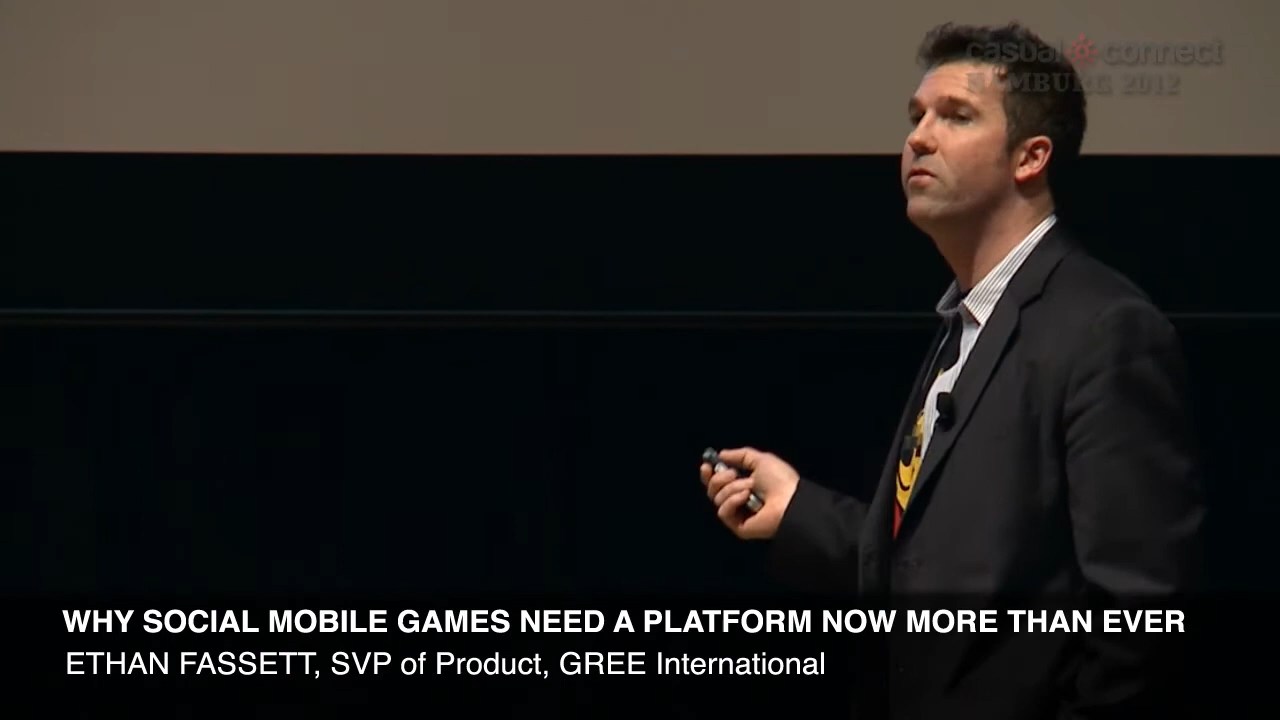 casual connect
HAMBURG 2012
WHY SOCIAL MOBILE GAMES NEED A PLATFORM NOW MORE THAN EVER
ETHAN FASSETT, SVP of Product, GREE International